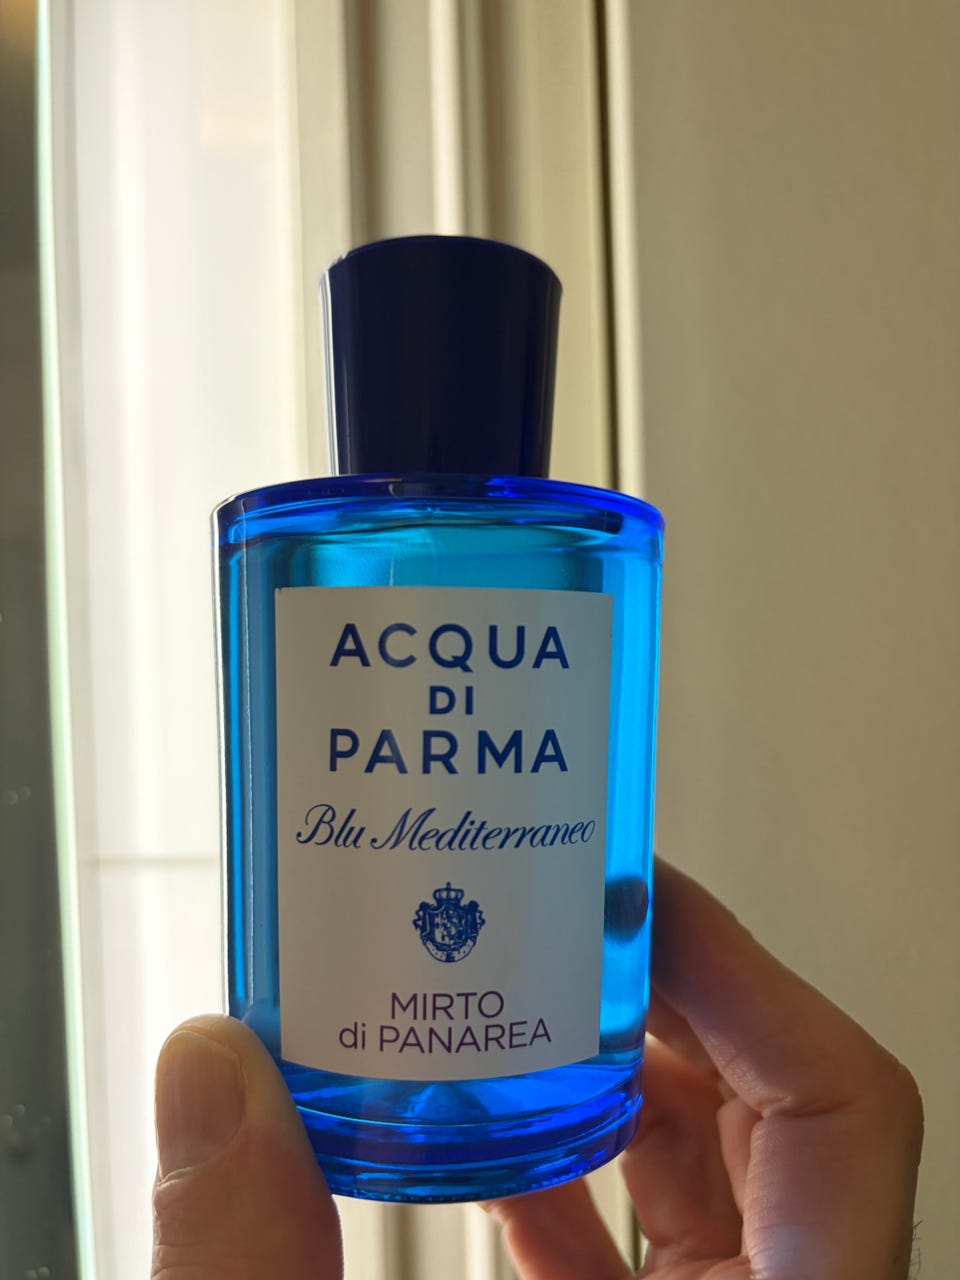 ACQUA
DI
PARMA
Blu Mediterraneo
MIRTO
di PANAREA